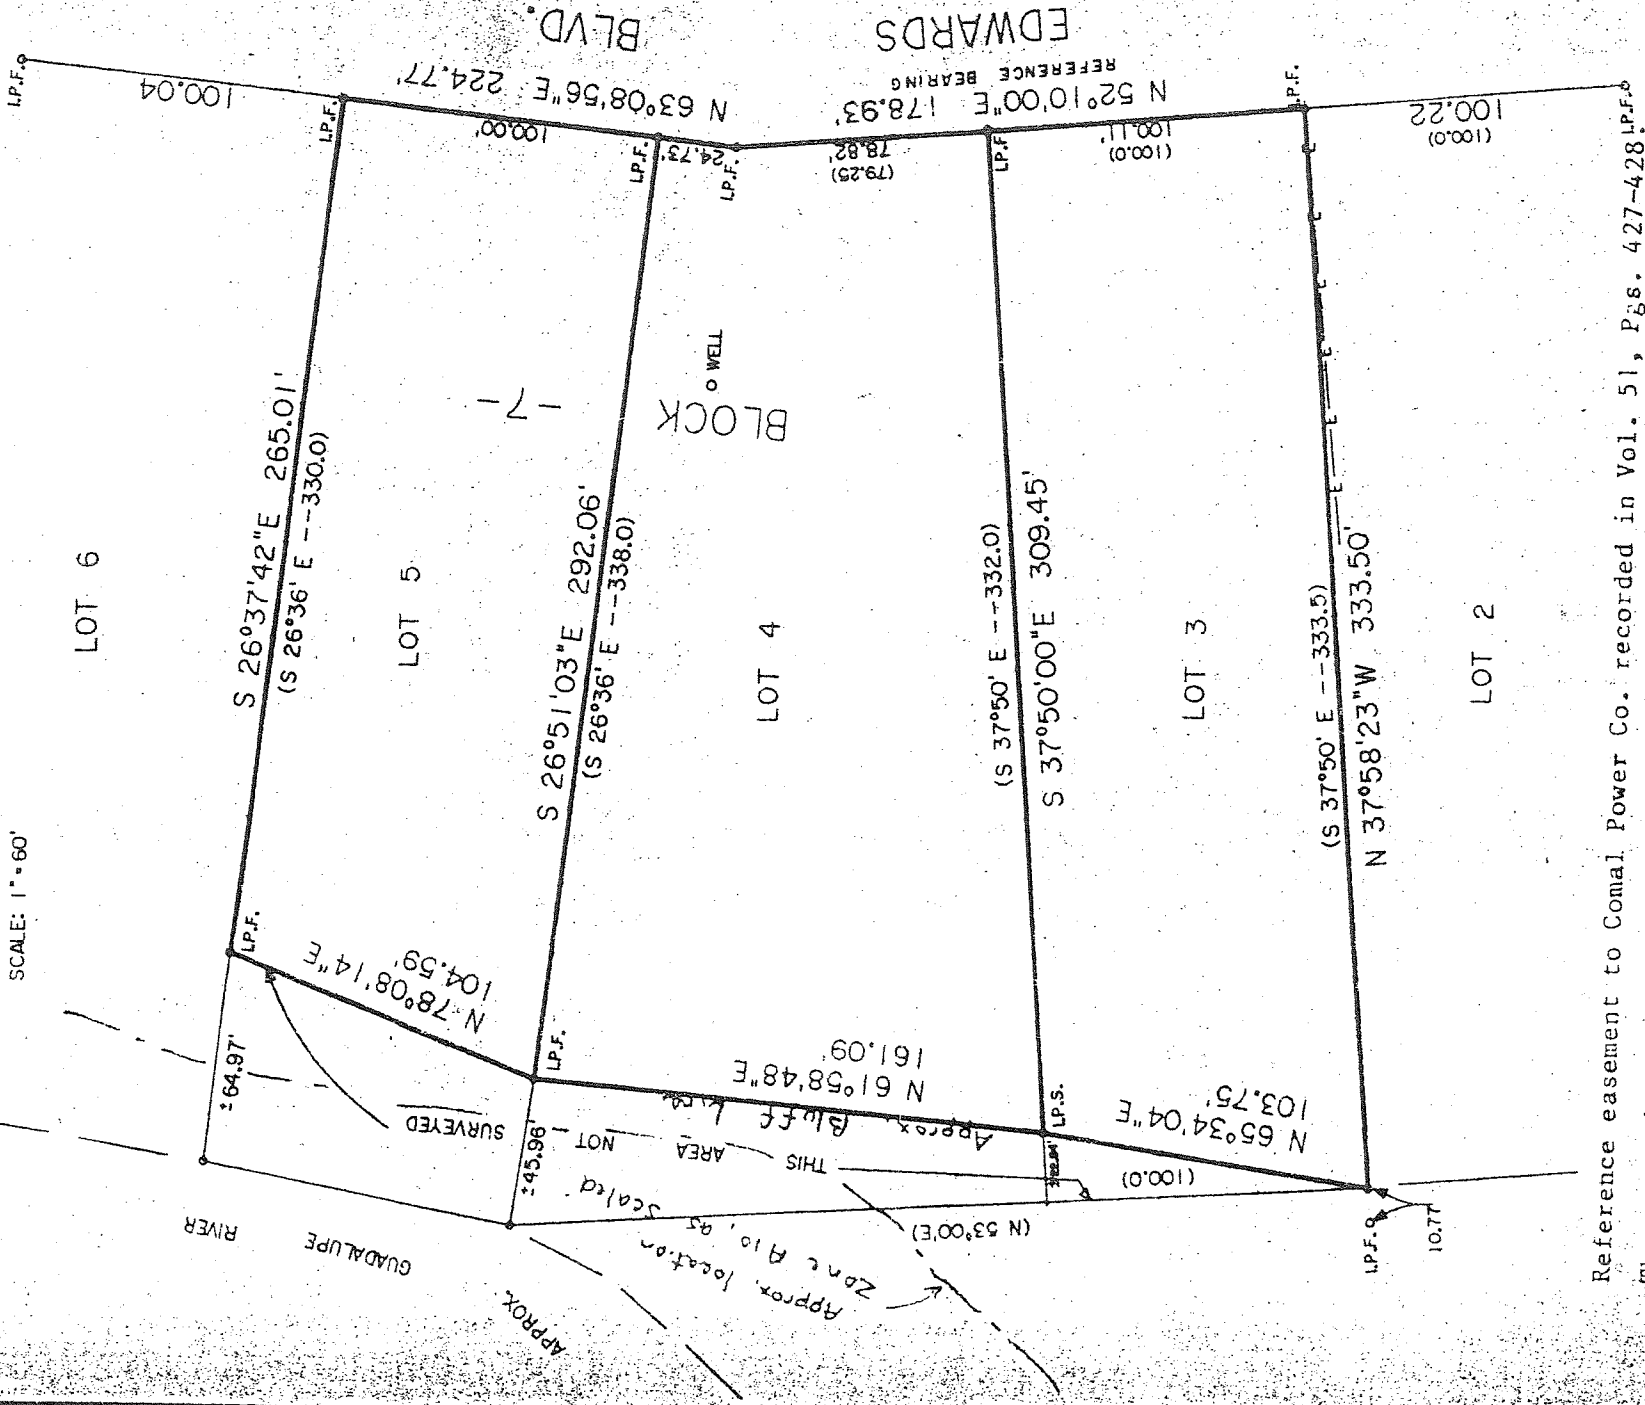 SCALE: 1" = 60'
I.P.F.
100.04
N 63°08'56"E 224.77'
BLVD.
EDWARDS
REFERENCE BEARING
N 52°10'00"E 178.93'
I.P.F.
100.00'
I.P.F.
24.73'
I.P.F.
78.82'
(79.25)
I.P.F.
100.11'
(100.0)
I.P.F.
100.22
(100.0)
I.P.F.
LOT 6
S 26°37'42"E 265.01'
(S 26°36' E --330.0)
LOT 5
-7-
BLOCK
WELL
S 26°51'03"E 292.06'
(S 26°36' E --338.0)
LOT 4
(S 37°50' E --332.0)
S 37°50'00"E 309.45'
LOT 3
(S 37°50' E --333.5)
N 37°58'23"W 333.50'
E E E E E
LOT 2
I.P.F.
N 78°08'14"E
104.59'
±64.97'
I.P.F.
N 61°58'48"E
161.09'
±45.96'
I.P.S.
N 65°34'04"E
103.75'
(100.0)
THIS AREA NOT SURVEYED
Approx. Bluff Line
(N 53°00'E)
Approx. location
Zone A10, as
scaled
APPROX. GUADALUPE RIVER
I.P.F.
10.77
Reference easement to Comal Power Co. recorded in Vol. 51, Pgs. 427-428.